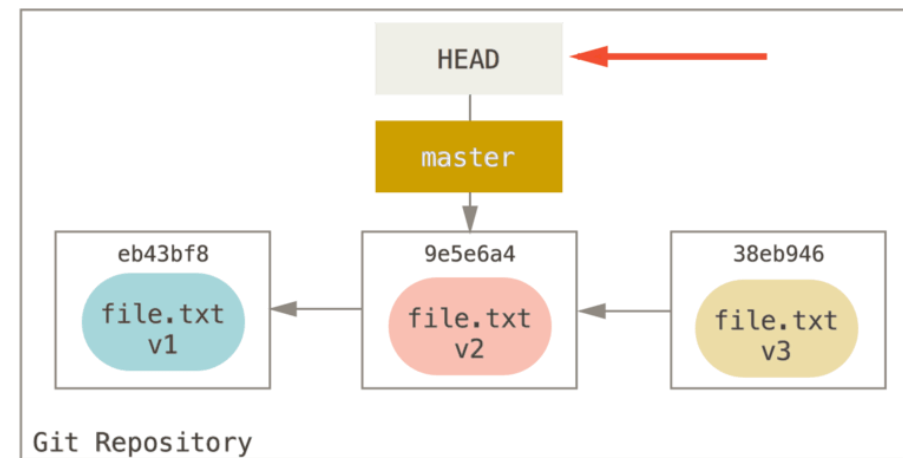 HEAD
master
eb43bf8
file.txt
v1
9e5e6a4
file.txt
v2
38eb946
file.txt
v3
Git Repository